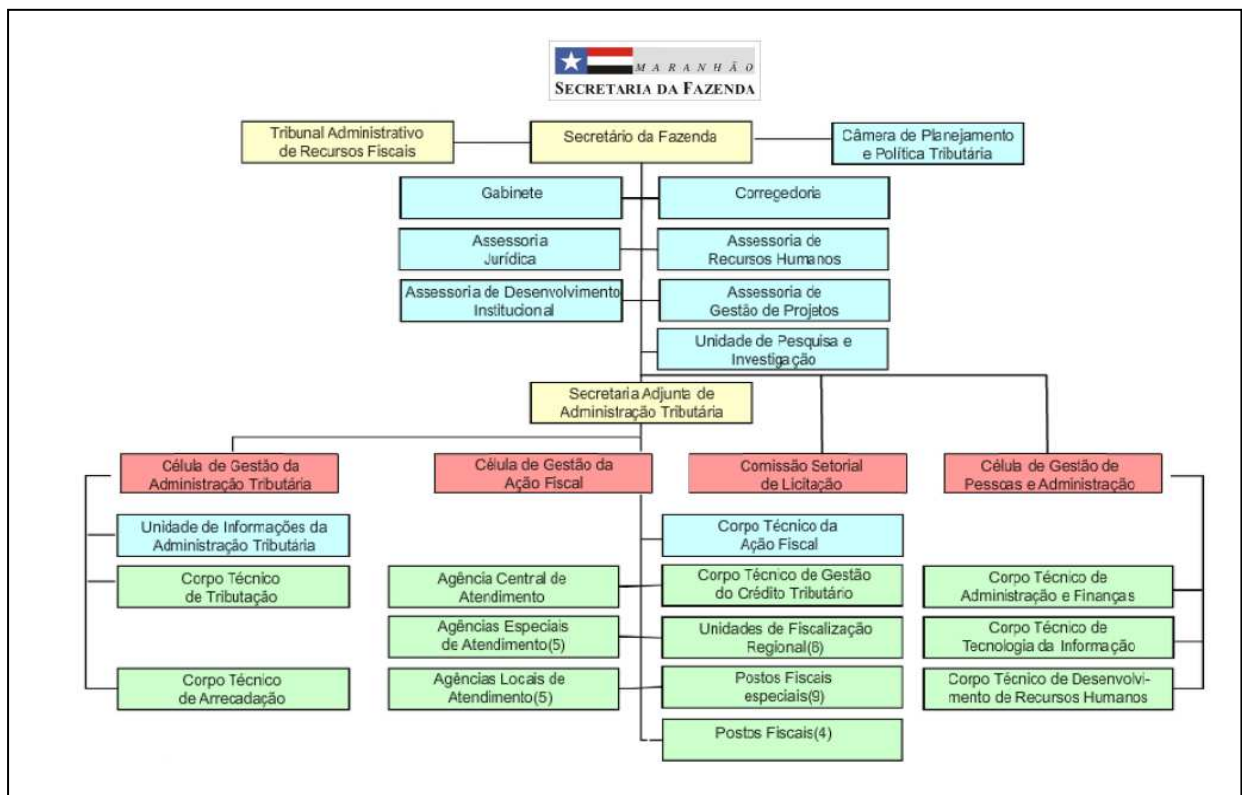 MARANHÃO
SECRETARIA DA FAZENDA
Tribunal Administrativo
de Recursos Fiscais
Secretário da Fazenda
Câmera de Planejamento
e Política Tributária
Gabinete
Corregedoria
Assessoria
Jurídica
Assessoria de
Recursos Humanos
Assessoria de Desenvolvimento
Institucional
Assessoria de
Gestão de Projetos
Unidade de Pesquisa e
Investigação
Secretaria Adjunta de
Administração Tributária
Célula de Gestão da
Administração Tributária
Célula de Gestão da
Ação Fiscal
Comissão Setorial
de Licitação
Célula de Gestão de
Pessoas e Administração
Unidade de Informações da
Administração Tributária
Corpo Técnico da
Ação Fiscal
Corpo Técnico
de Tributação
Agência Central de
Atendimento
Corpo Técnico de Gestão
do Crédito Tributário
Corpo Técnico de
Administração e Finanças
Agências Especiais
de Atendimento(5)
Unidades de Fiscalização
Regional(8)
Corpo Técnico de
Tecnologia da Informação
Corpo Técnico
de Arrecadação
Agências Locais de
Atendimento(5)
Postos Fiscais
especiais(9)
Corpo Técnico de Desenvolvi-
mento de Recursos Humanos
Postos Fiscais(4)